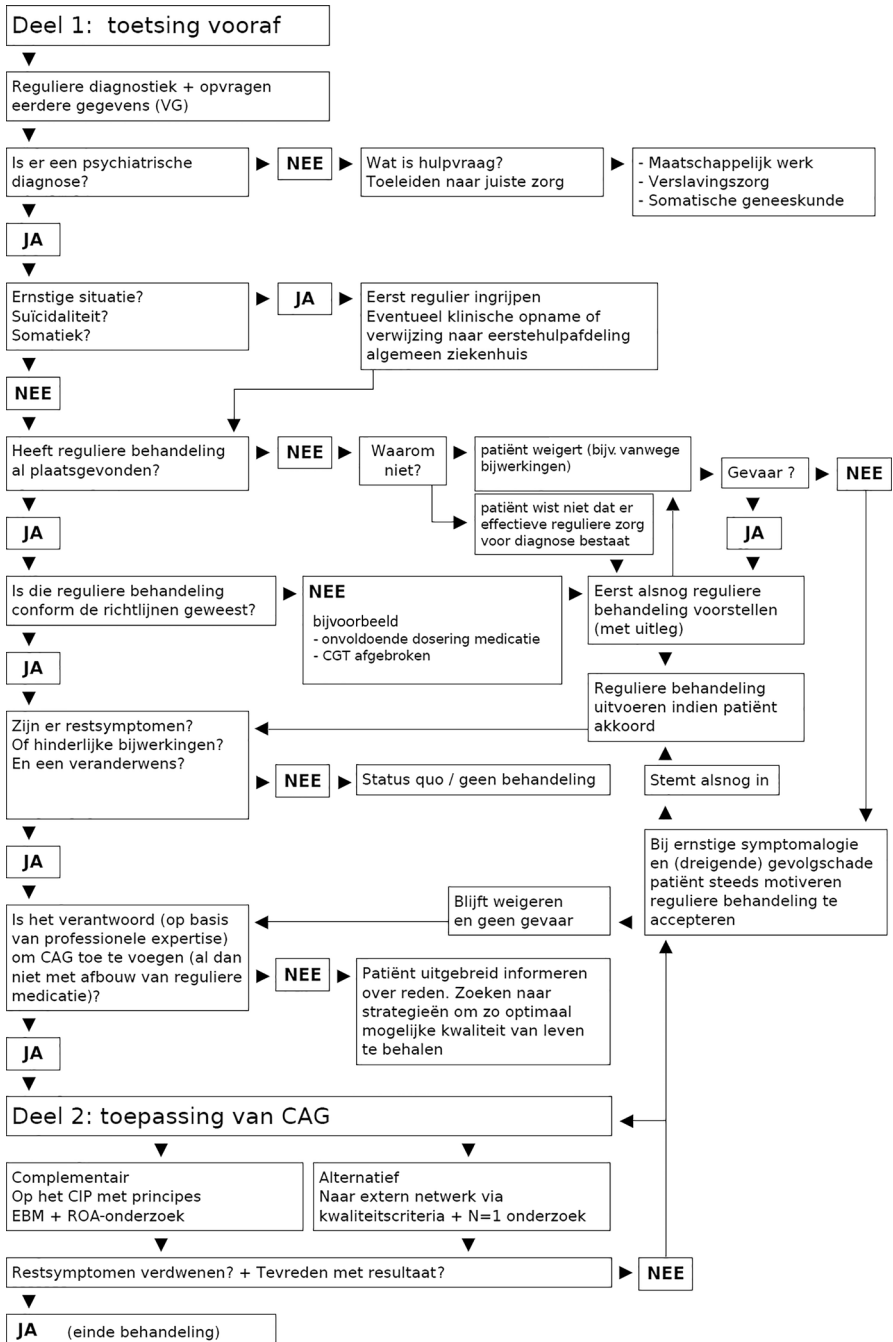 Deel 1:  toetsing vooraf
Reguliere diagnostiek + opvragen
eerdere gegevens (VG)
Is er een psychiatrische
diagnose?
NEE
Wat is hulpvraag?
Toeleiden naar juiste zorg
- Maatschappelijk werk
- Verslavingszorg
- Somatische geneeskunde
JA
Ernstige situatie?
Suïcidaliteit?
Somatiek?
JA
Eerst regulier ingrijpen
Eventueel klinische opname of
verwijzing naar eerstehulpafdeling
algemeen ziekenhuis
NEE
Heeft reguliere behandeling
al plaatsgevonden?
NEE
Waarom
niet?
patiënt weigert (bijv. vanwege
bijwerkingen)
Gevaar ?
NEE
patiënt wist niet dat er
effectieve reguliere zorg
voor diagnose bestaat
JA
JA
Is die reguliere behandeling
conform de richtlijnen geweest?
NEE
bijvoorbeeld
- onvoldoende dosering medicatie
- CGT afgebroken
Eerst alsnog reguliere
behandeling voorstellen
(met uitleg)
JA
Reguliere behandeling
uitvoeren indien patiënt
akkoord
Zijn er restsymptomen?
Of hinderlijke bijwerkingen?
En een veranderwens?
NEE
Status quo / geen behandeling
Stemt alsnog in
JA
Bij ernstige symptomalogie
en (dreigende) gevolgschade
patiënt steeds motiveren
reguliere behandeling te
accepteren
Blijft weigeren
en geen gevaar
Is het verantwoord (op basis
van professionele expertise)
om CAG toe te voegen (al dan
niet met afbouw van reguliere
medicatie)?
NEE
Patiënt uitgebreid informeren
over reden. Zoeken naar
strategieën om zo optimaal
mogelijke kwaliteit van leven
te behalen
JA
Deel 2: toepassing van CAG
Complementair
Op het CIP met principes
EBM + ROA-onderzoek
Alternatief
Naar extern netwerk via
kwaliteitscriteria + N=1 onderzoek
Restsymptomen verdwenen? + Tevreden met resultaat?
NEE
JA (einde behandeling)